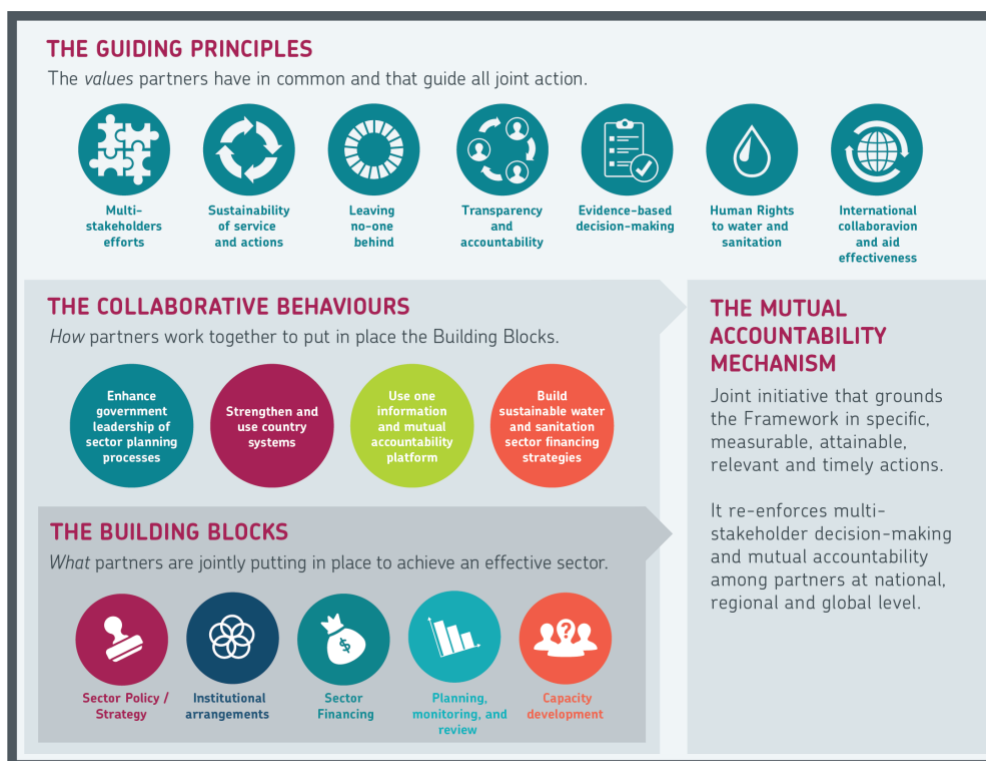 THE GUIDING PRINCIPLES
The values partners have in common and that guide all joint action.
Multi-
stakeholders
efforts
Sustainability
of service
and actions
Leaving
no-one
behind
Transparency
and
accountability
Evidence-based
decision-making
Human Rights
to water and
sanitation
International
collaboravion
and aid
effectiveness
THE COLLABORATIVE BEHAVIOURS
How partners work together to put in place the Building Blocks.
Enhance
government
leadership of
sector planning
processes
Strengthen and
use country
systems
Use one
information
and mutual
accountability
platform
Build
sustainable water
and sanitation
sector financing
strategies
THE BUILDING BLOCKS
What partners are jointly putting in place to achieve an effective sector.
Sector Policy /
Strategy
Institutional
arrangements
$
Sector
Financing
Planning,
monitoring, and
review
?
Capacity
development
THE MUTUAL
ACCOUNTABILITY
MECHANISM
Joint initiative that grounds
the Framework in specific,
measurable, attainable,
relevant and timely actions.
It re-enforces multi-
stakeholder decision-making
and mutual accountability
among partners at national,
regional and global level.